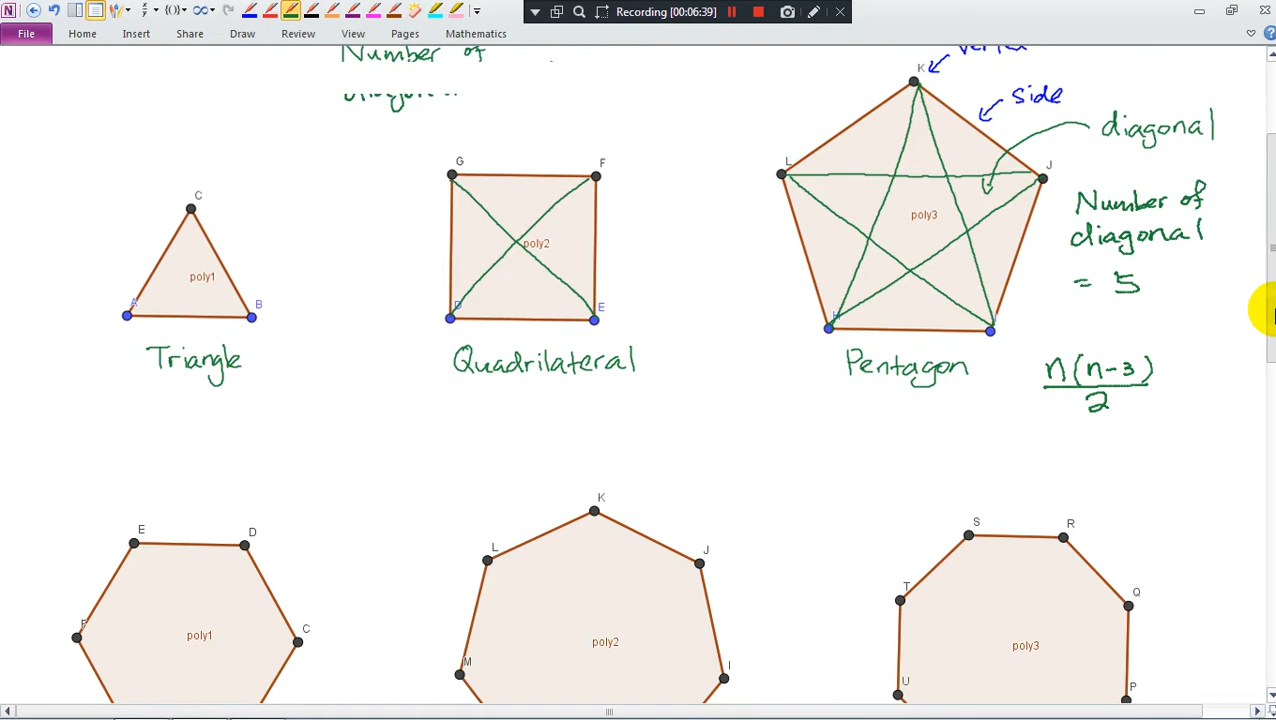 Recording [00:06:39]
File Home Insert Share Draw Review View Pages Mathematics
Number of
vertex
K
side
diagonal
G F
L J
C
Number of
diagonal
poly3
poly2
poly1
= 5
A B
D E
H I
Triangle
Quadrilateral
Pentagon
n(n-3)
2
K
S R
E D
L J
T Q
F C
poly1
poly2
poly3
M I
U P